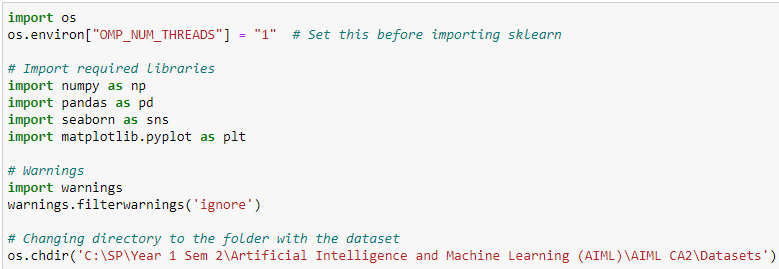 import os
os.environ["OMP_NUM_THREADS"] = "1"  # Set this before importing sklearn

# Import required libraries
import numpy as np
import pandas as pd
import seaborn as sns
import matplotlib.pyplot as plt

# Warnings
import warnings
warnings.filterwarnings('ignore')

# Changing directory to the folder with the dataset
os.chdir('C:\SP\Year 1 Sem 2\Artificial Intelligence and Machine Learning (AIML)\AIML CA2\Datasets')